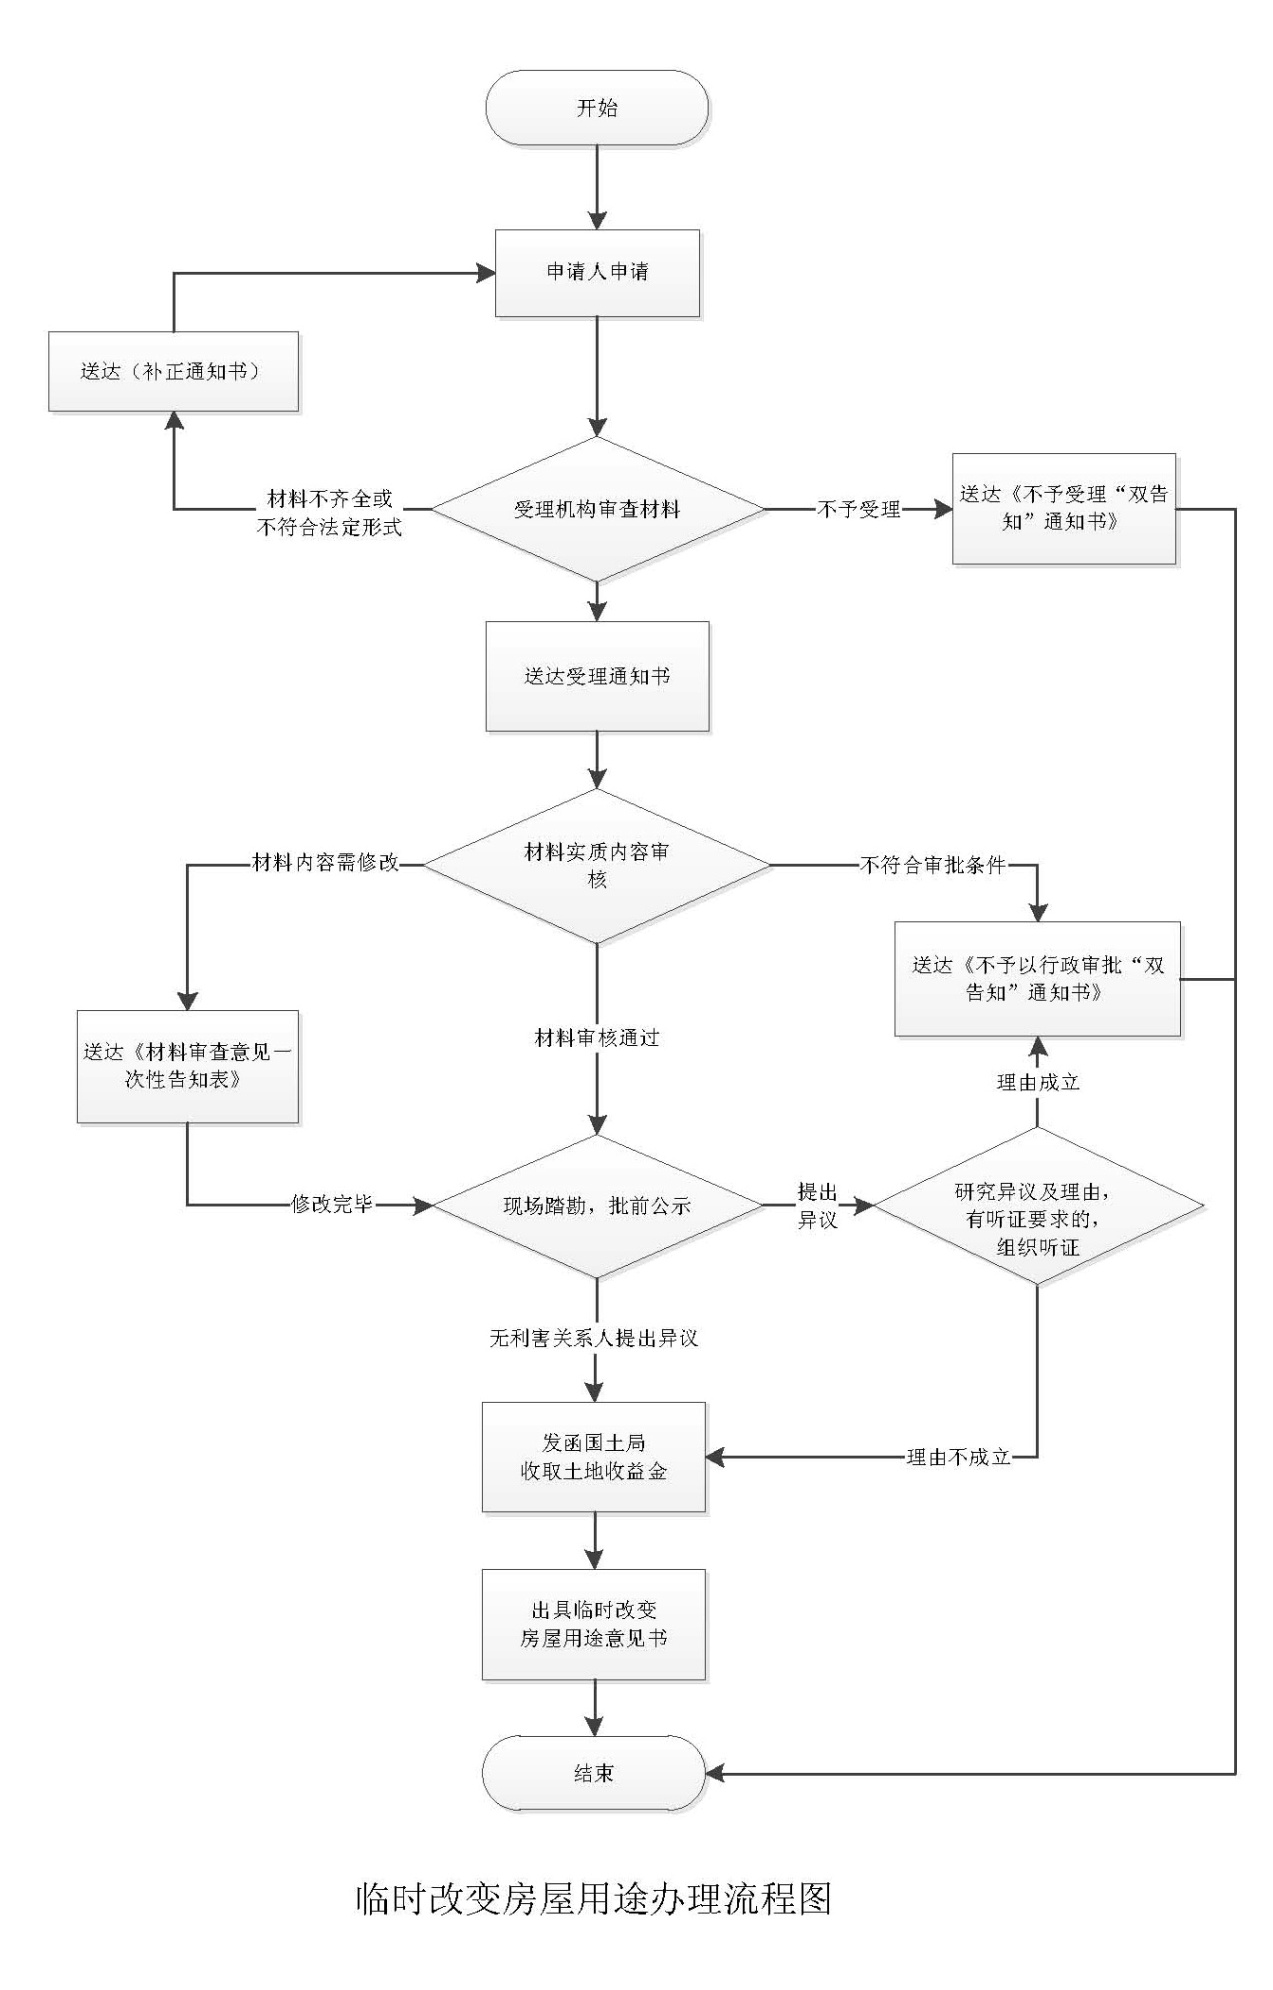 开始
申请人申请
送达（补正通知书）
材料不齐全或
不符合法定形式
受理机构审查材料
不予受理
送达《不予受理“双告
知”通知书》
送达受理通知书
材料内容需修改
材料实质内容审
核
不符合审批条件
送达《不予以行政审批“双
告知”通知书》
材料审核通过
送达《材料审查意见一
次性告知表》
理由成立
修改完毕
现场踏勘，批前公示
提出
异议
研究异议及理由，
有听证要求的，
组织听证
无利害关系人提出异议
发函国土局
收取土地收益金
理由不成立
出具临时改变
房屋用途意见书
结束
临时改变房屋用途办理流程图